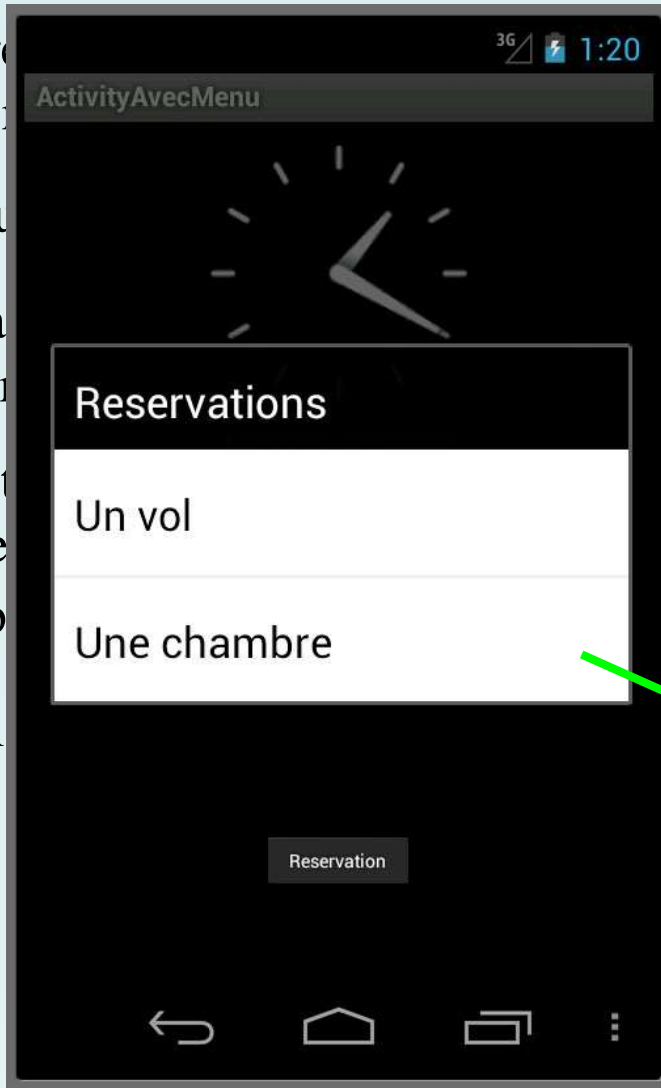 3G 1:20
ActivityAvecMenu
Reservations
Un vol
Une chambre
Reservation